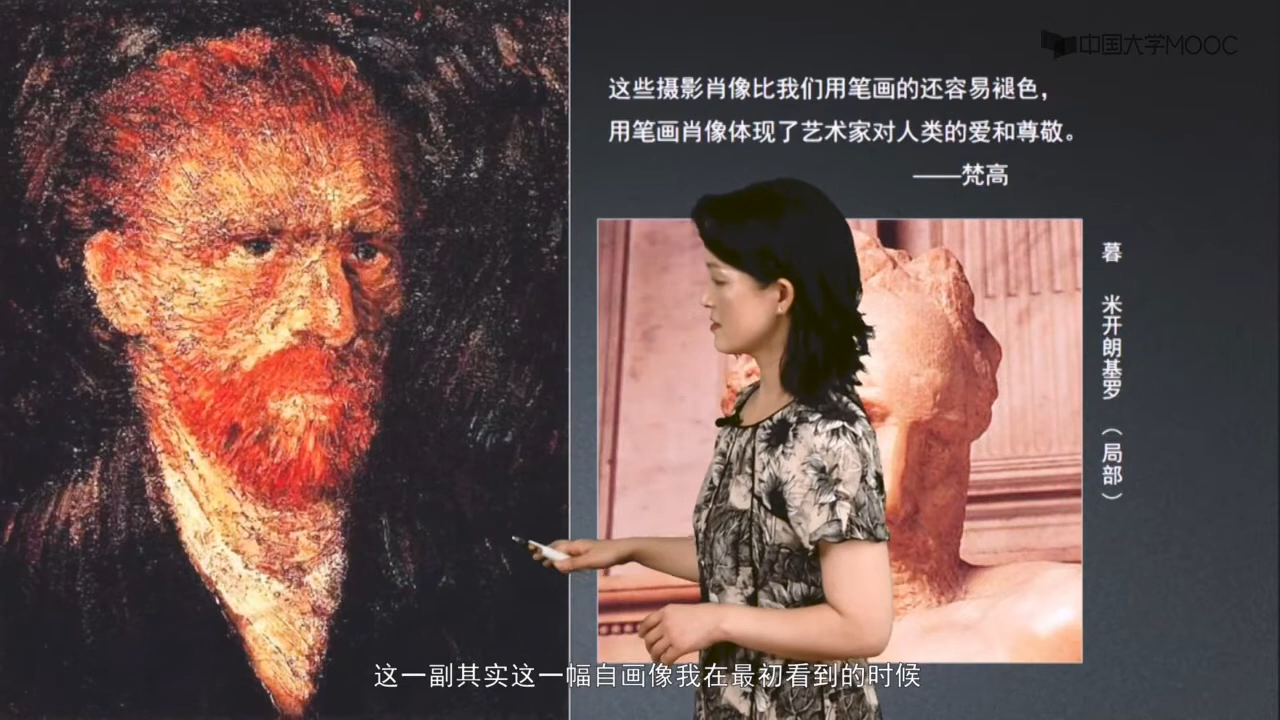 中国大学MOOC
这些摄影肖像比我们用笔画的还容易褪色，
用笔画肖像体现了艺术家对人类的爱和尊敬。
——梵高
暮 米开朗基罗 （局部）
这一副其实这一幅自画像我在最初看到的时候